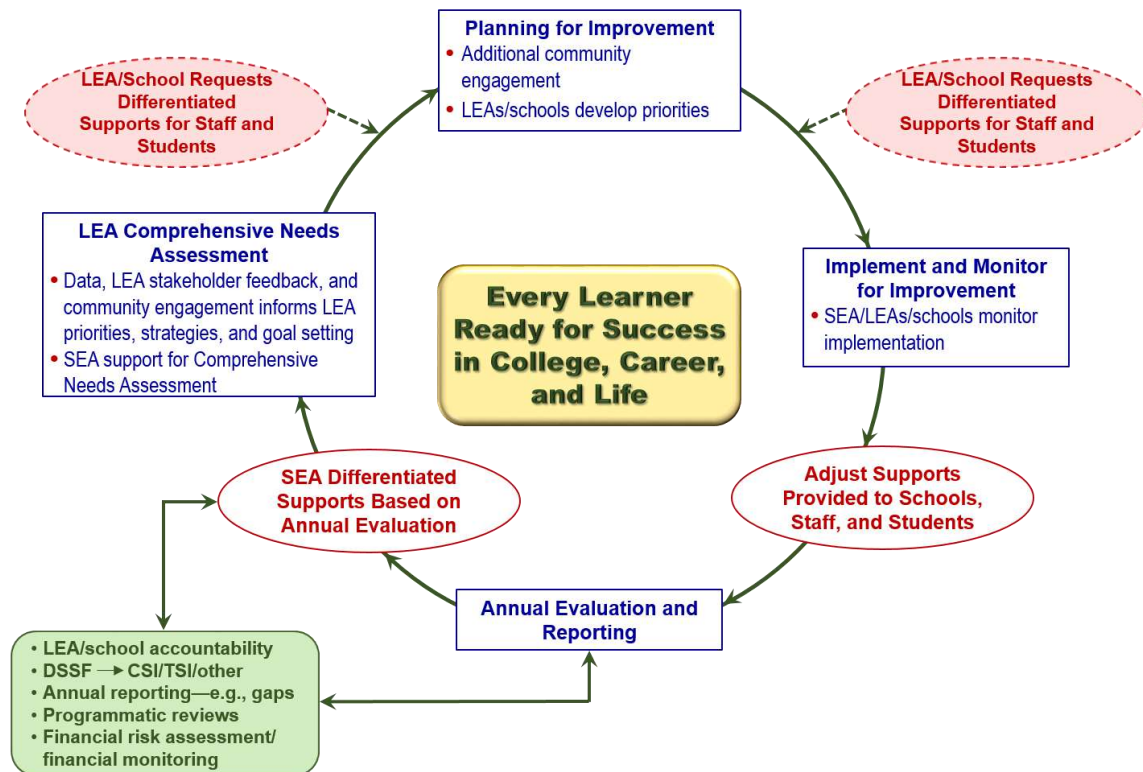 Planning for Improvement
• Additional community
engagement
• LEAs/schools develop priorities
LEA/School Requests
Differentiated
Supports for Staff and
Students
LEA/School Requests
Differentiated
Supports for Staff and
Students
LEA Comprehensive Needs
Assessment
• Data, LEA stakeholder feedback, and
community engagement informs LEA
priorities, strategies, and goal setting
• SEA support for Comprehensive
Needs Assessment
Every Learner
Ready for Success
in College, Career,
and Life
Implement and Monitor
for Improvement
• SEA/LEAs/schools monitor
implementation
SEA Differentiated
Supports Based on
Annual Evaluation
Adjust Supports
Provided to Schools,
Staff, and Students
Annual Evaluation and
Reporting
• LEA/school accountability
• DSSF → CSI/TSI/other
• Annual reporting—e.g., gaps
• Programmatic reviews
• Financial risk assessment/
financial monitoring